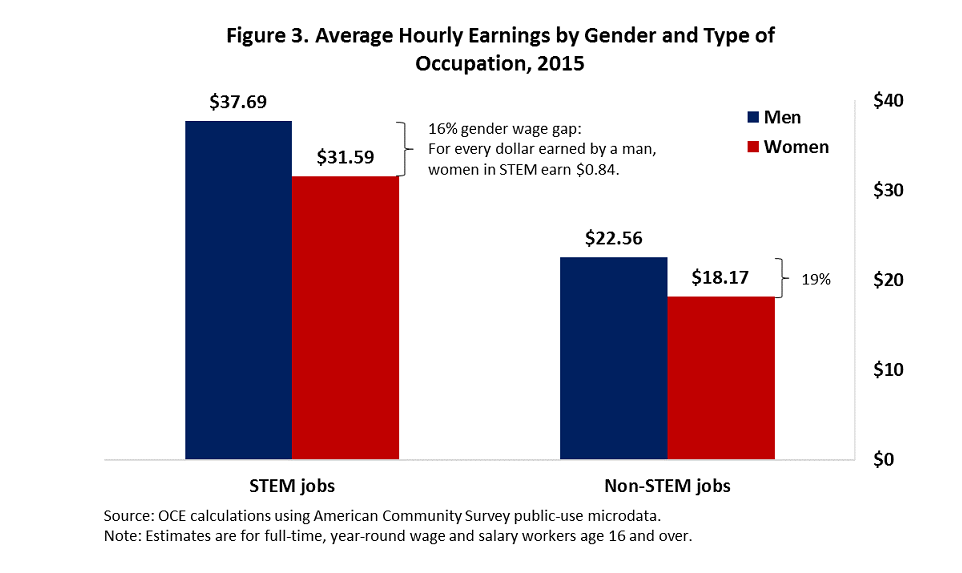 Figure 3. Average Hourly Earnings by Gender and Type of
Occupation, 2015
$37.69
$31.59
16% gender wage gap:
For every dollar earned by a man,
women in STEM earn $0.84.
Men
Women
$22.56
$18.17
19%
$40
$30
$20
$10
$0
STEM jobs
Non-STEM jobs
Source: OCE calculations using American Community Survey public-use microdata.
Note: Estimates are for full-time, year-round wage and salary workers age 16 and over.